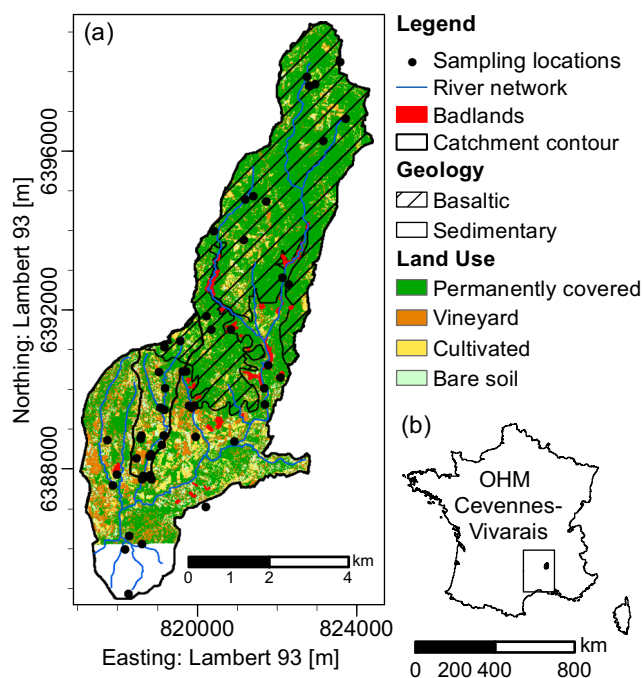 (a)
Northing: Lambert 93 [m]
6396000
6392000
6388000
820000
824000
Easting: Lambert 93 [m]
km
0 1 2 4
Legend
Sampling locations
River network
Badlands
Catchment contour
Geology
Basaltic
Sedimentary
Land Use
Permanently covered
Vineyard
Cultivated
Bare soil
(b)
OHM
Cevennes-
Vivarais
km
0 200 400 800